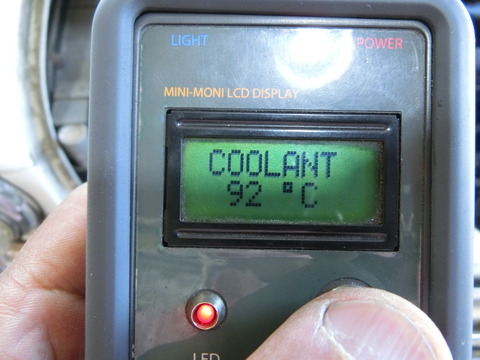 LIGHT POWER
MINI-MONI LCD DISPLAY
COOLANT
92 °C
LED